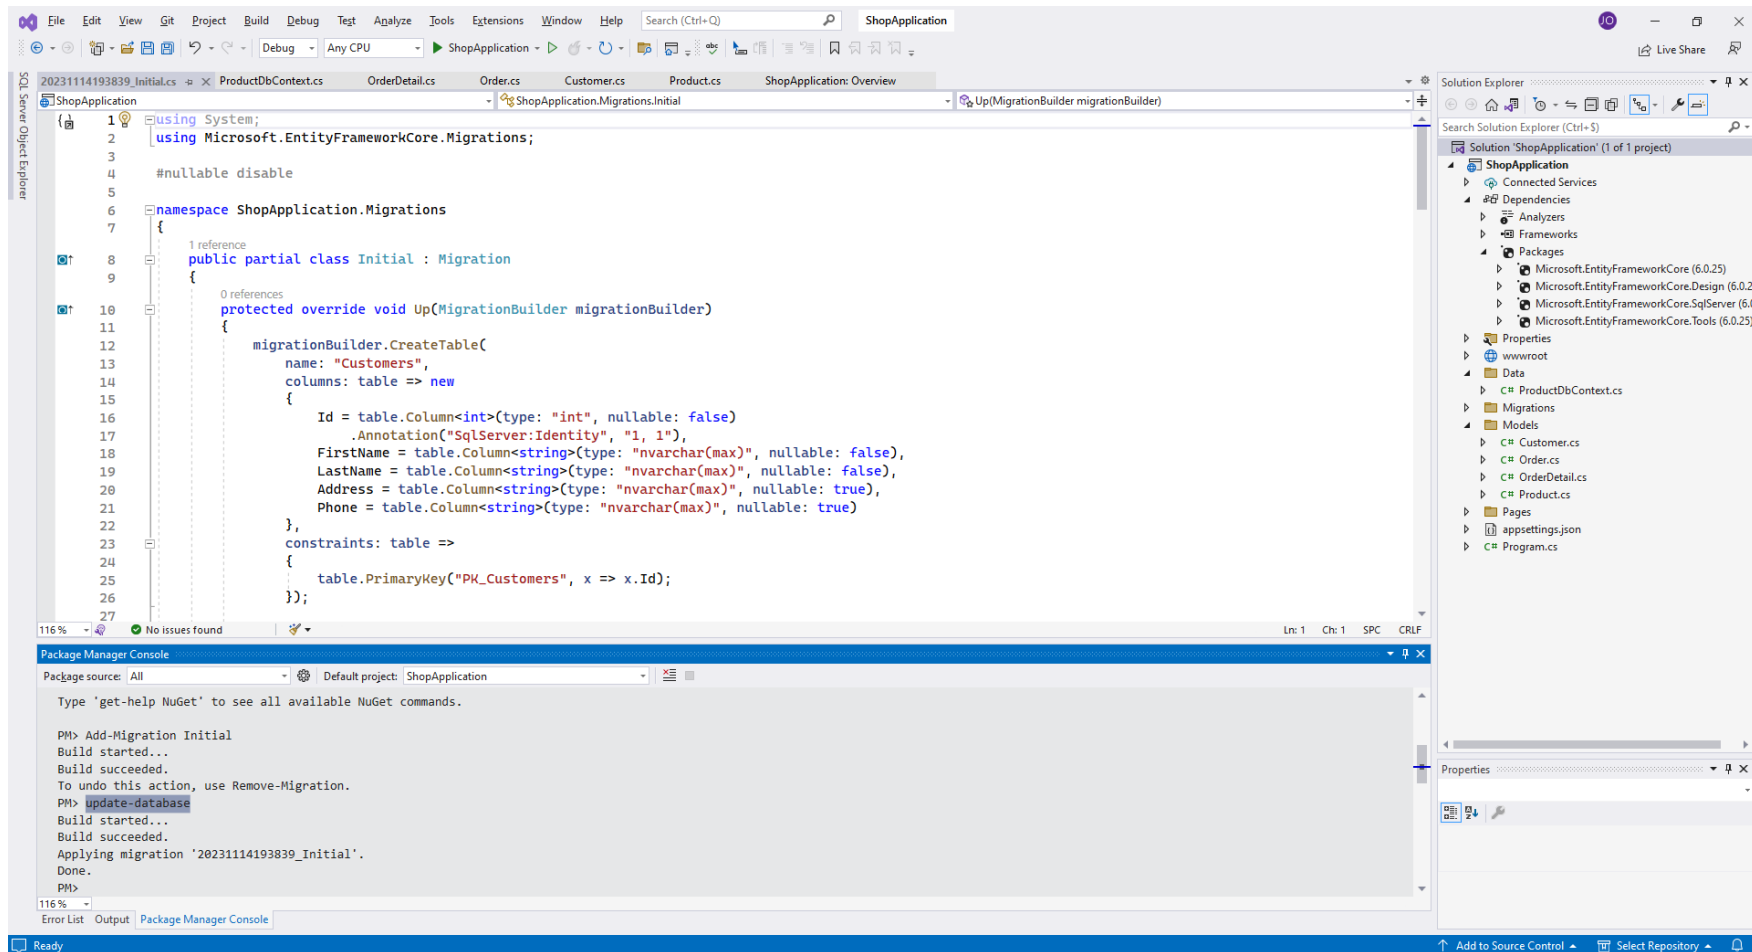 File Edit View Git Project Build Debug Test Analyze Tools Extensions Window Help Search (Ctrl+Q) ShopApplication JO
Debug Any CPU ShopApplication Live Share
SQL Server Object Explorer
20231114193839_Initial.cs ProductDbContext.cs OrderDetail.cs Order.cs Customer.cs Product.cs ShopApplication: Overview
ShopApplication ShopApplication.Migrations.Initial Up(MigrationBuilder migrationBuilder)
1 using System;
2 using Microsoft.EntityFrameworkCore.Migrations;
3
4 #nullable disable
5
6 namespace ShopApplication.Migrations
7 {
1 reference
8 public partial class Initial : Migration
9 {
0 references
10 protected override void Up(MigrationBuilder migrationBuilder)
11 {
12 migrationBuilder.CreateTable(
13 name: "Customers",
14 columns: table => new
15 {
16 Id = table.Column<int>(type: "int", nullable: false)
17 .Annotation("SqlServer:Identity", "1, 1"),
18 FirstName = table.Column<string>(type: "nvarchar(max)", nullable: false),
19 LastName = table.Column<string>(type: "nvarchar(max)", nullable: false),
20 Address = table.Column<string>(type: "nvarchar(max)", nullable: true),
21 Phone = table.Column<string>(type: "nvarchar(max)", nullable: true)
22 },
23 constraints: table =>
24 {
25 table.PrimaryKey("PK_Customers", x => x.Id);
26 });
27
116 % No issues found Ln: 1 Ch: 1 SPC CRLF
Package Manager Console
Package source: All Default project: ShopApplication
Type 'get-help NuGet' to see all available NuGet commands.
PM> Add-Migration Initial
Build started...
Build succeeded.
To undo this action, use Remove-Migration.
PM> update-database
Build started...
Build succeeded.
Applying migration '20231114193839_Initial'.
Done.
PM>
116 %
Error List Output Package Manager Console
Solution Explorer
Search Solution Explorer (Ctrl+$)
Solution 'ShopApplication' (1 of 1 project)
ShopApplication
Connected Services
Dependencies
Analyzers
Frameworks
Packages
Microsoft.EntityFrameworkCore (6.0.25)
Microsoft.EntityFrameworkCore.Design (6.0.2
Microsoft.EntityFrameworkCore.SqlServer (6.0
Microsoft.EntityFrameworkCore.Tools (6.0.25)
Properties
wwwroot
Data
C# ProductDbContext.cs
Migrations
Models
C# Customer.cs
C# Order.cs
C# OrderDetail.cs
C# Product.cs
Pages
appsettings.json
C# Program.cs
Properties
Ready Add to Source Control Select Repository